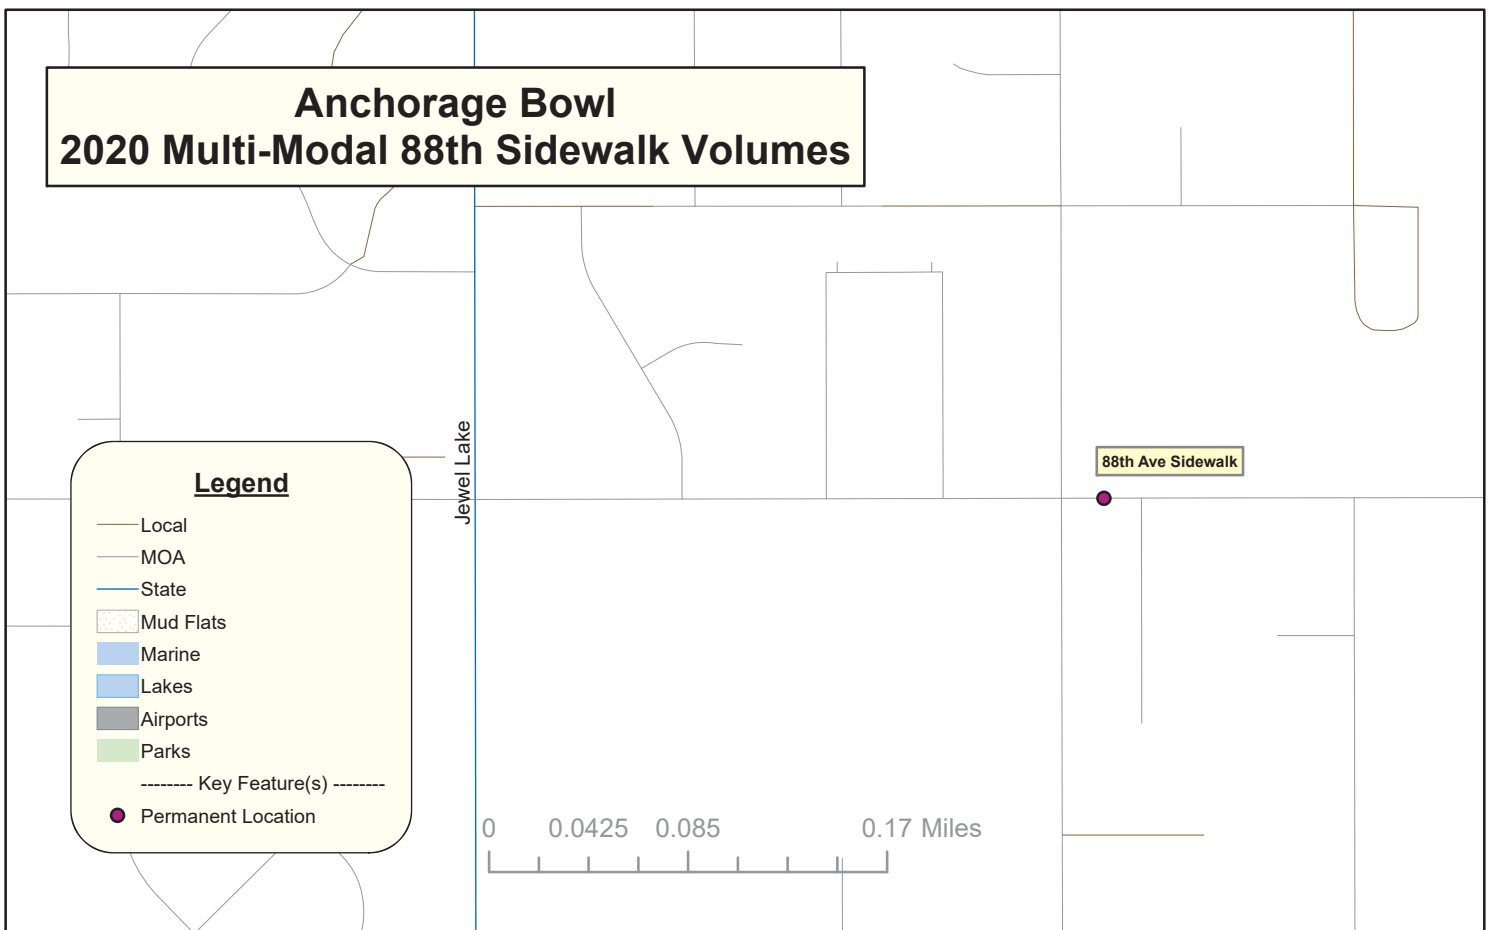 Anchorage Bowl
2020 Multi-Modal 88th Sidewalk Volumes
Jewel Lake
88th Ave Sidewalk
Legend
Local
MOA
State
Mud Flats
Marine
Lakes
Airports
Parks
-------- Key Feature(s) --------
Permanent Location
0 0.0425 0.085 0.17 Miles